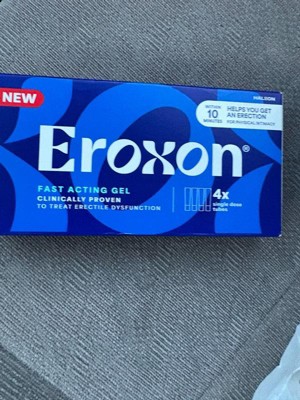 NEW
HALEON
WITHIN
10
MINUTES
HELPS YOU GET
AN ERECTION
FOR PHYSICAL INTIMACY
Eroxon®
FAST ACTING GEL
CLINICALLY PROVEN
TO TREAT ERECTILE DYSFUNCTION
4x
single dose
tubes